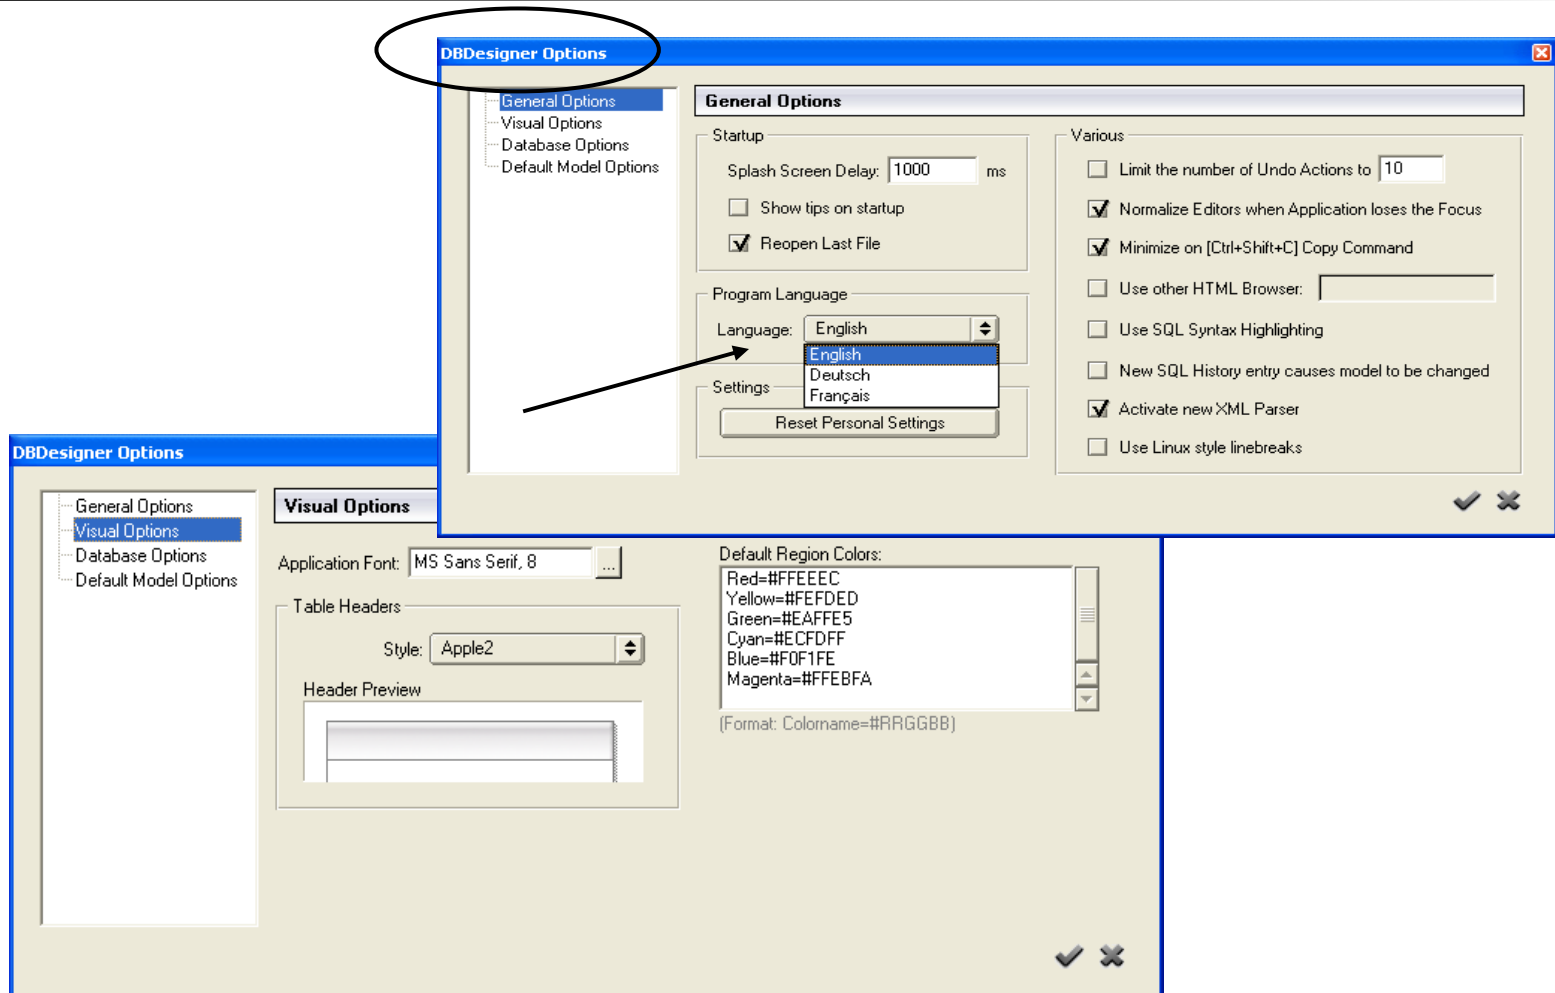 DBDesigner Options
General Options
Visual Options
Database Options
Default Model Options
General Options
Startup
Splash Screen Delay: 1000 ms
Show tips on startup
Reopen Last File
Program Language
Language: English
English
Deutsch
Français
Settings
Reset Personal Settings
Various
Limit the number of Undo Actions to 10
Normalize Editors when Application loses the Focus
Minimize on [Ctrl+Shift+C] Copy Command
Use other HTML Browser:
Use SQL Syntax Highlighting
New SQL History entry causes model to be changed
Activate new XML Parser
Use Linux style linebreaks
DBDesigner Options
General Options
Visual Options
Database Options
Default Model Options
Visual Options
Application Font: MS Sans Serif, 8 ...
Table Headers
Style: Apple2
Header Preview
Default Region Colors:
Red=#FFEEEC
Yellow=#FEFDED
Green=#EAFFE5
Cyan=#ECFDFF
Blue=#F0F1FE
Magenta=#FFEBFA
(Format: Colorname=#RRGGBB)